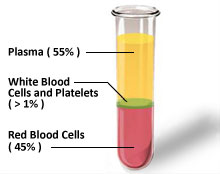 Plasma ( 55%)
White Blood
Cells and Platelets
( > 1%)
Red Blood Cells
( 45%)